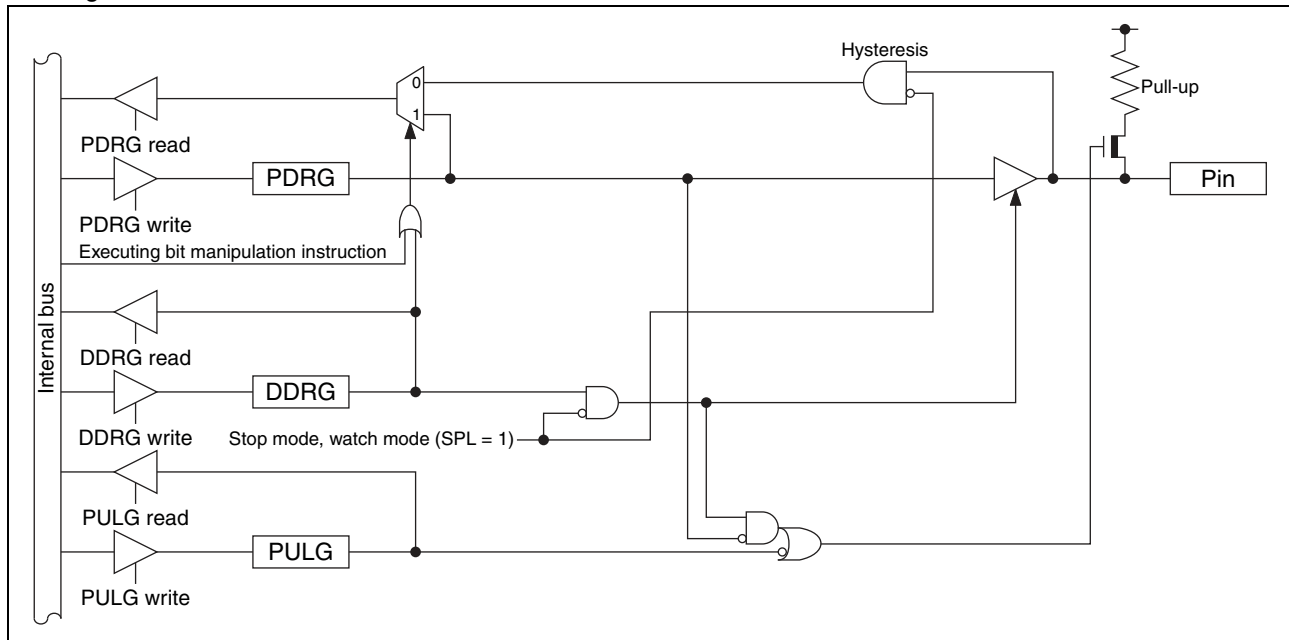 Hysteresis
Pull-up
0
1
PDRG read
PDRG
Pin
PDRG write
Executing bit manipulation instruction
Internal bus
DDRG read
DDRG
DDRG write
Stop mode, watch mode (SPL = 1)
PULG read
PULG
PULG write